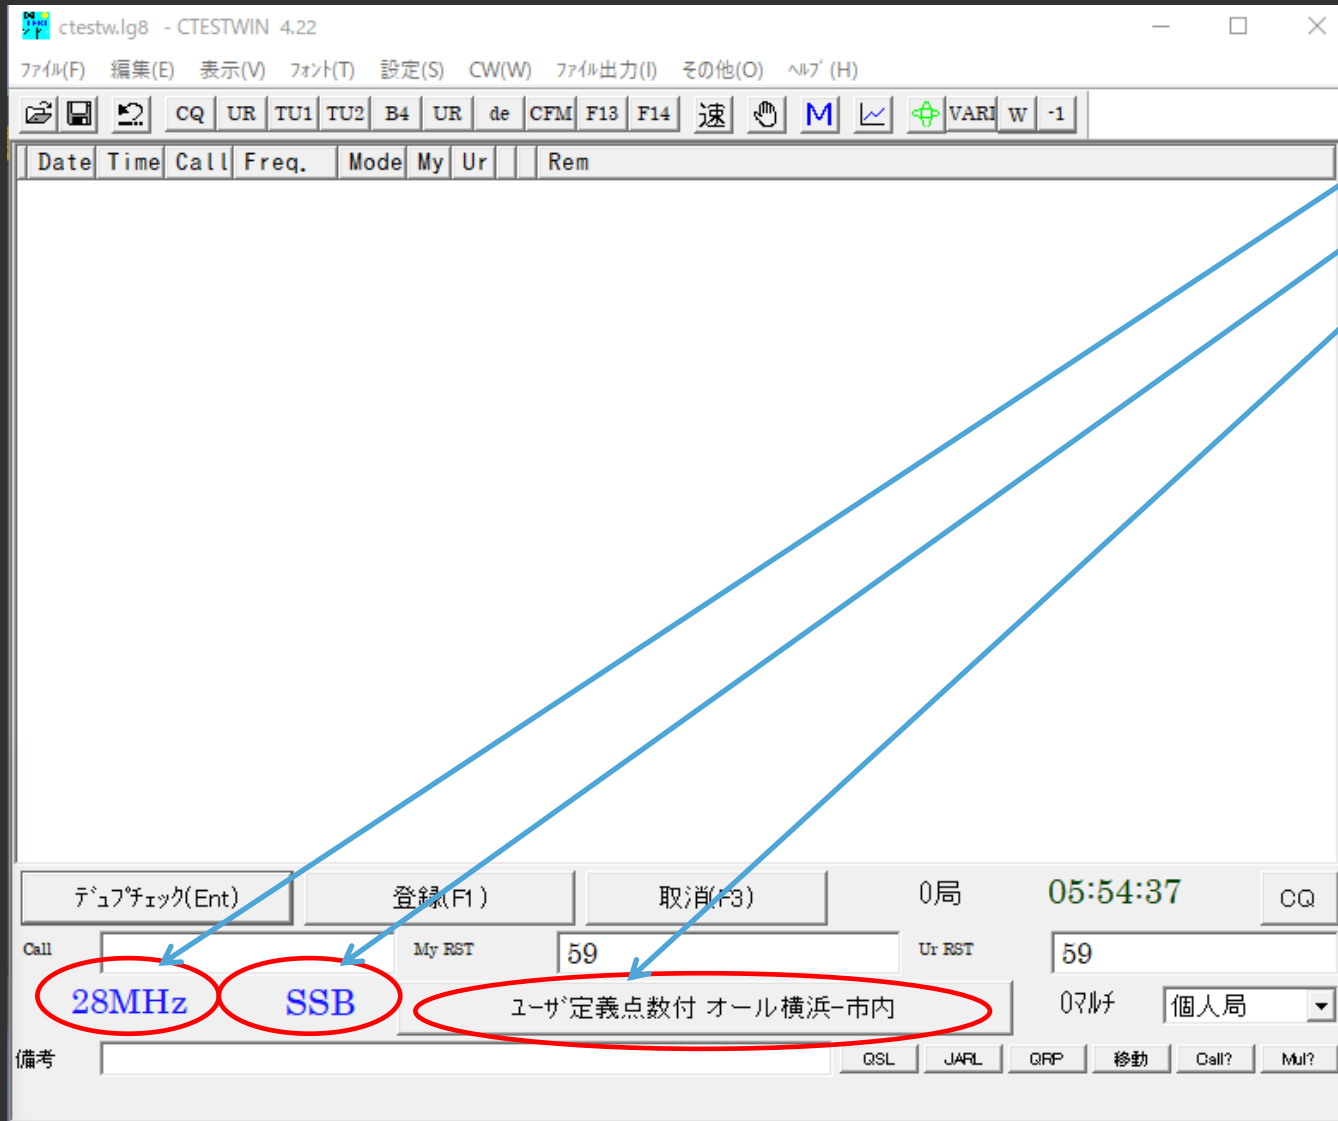 ctestw.lg8 - CTESTWIN 4.22
ﾌｧｲﾙ(F) 編集(E) 表示(V) ﾌｫﾝﾄ(T) 設定(S) CW(W) ﾌｧｲﾙ出力(I) その他(O) ﾍﾙﾌﾟ(H)
CQ UR TU1 TU2 B4 UR de CFM F13 F14 速 M VARI W -1
Date Time Call Freq. Mode My Ur Rem
ﾃﾞｭﾌﾟﾁｪｯｸ(Ent) 登録(F1) 取消(F3) 0局 05:54:37 CQ
Call My RST 59 Ur RST 59
28MHz SSB ﾕｰｻﾞ定義点数付 オール横浜-市内 0ﾏﾙﾁ 個人局
備考 QSL JARL QRP 移動 Call? Mul?